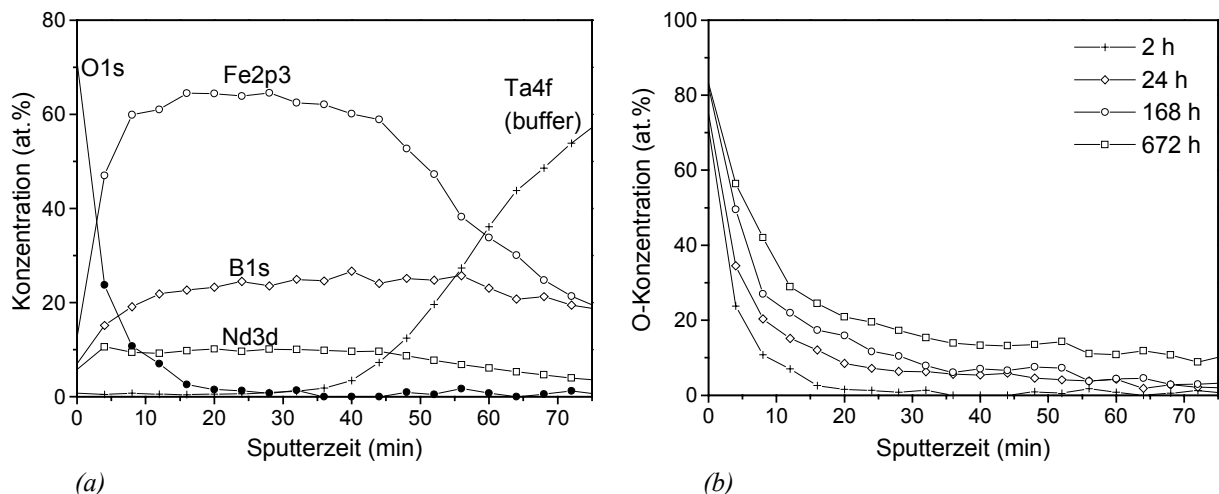 80
60
40
20
0
Konzentration (at.%)
O1s
Fe2p3
Ta4f
(buffer)
B1s
Nd3d
0 10 20 30 40 50 60 70
Sputterzeit (min)
(a)
100
80
60
40
20
0
O-Konzentration (at.%)
2 h
24 h
168 h
672 h
0 10 20 30 40 50 60 70
Sputterzeit (min)
(b)